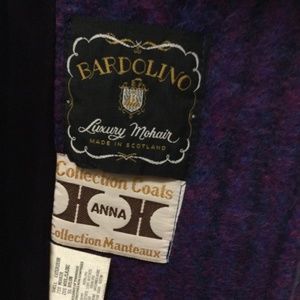 BARDOLINO
Luxury Mohair
MADE IN SCOTLAND
Collection Coats
ANNA
Collection Manteaux